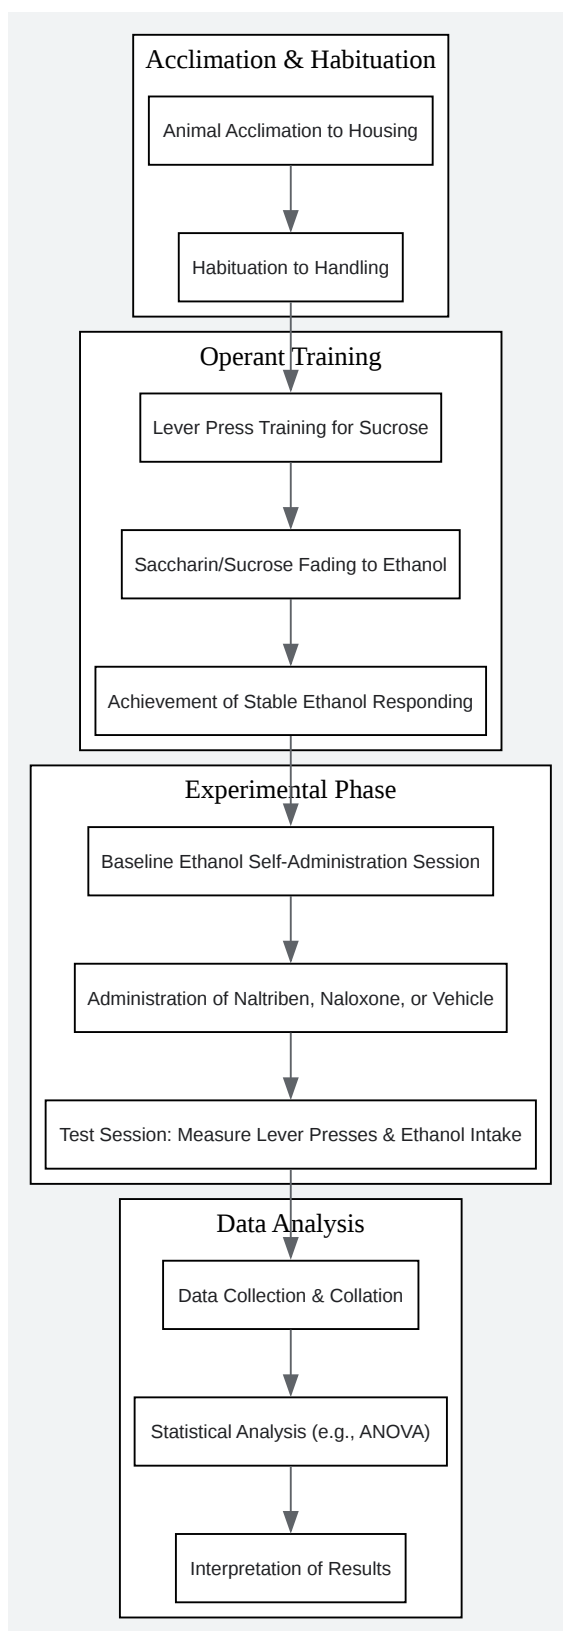 Acclimation & Habituation
Animal Acclimation to Housing
Habituation to Handling
Operant Training
Lever Press Training for Sucrose
Saccharin/Sucrose Fading to Ethanol
Achievement of Stable Ethanol Responding
Experimental Phase
Baseline Ethanol Self-Administration Session
Administration of Naltriben, Naloxone, or Vehicle
Test Session: Measure Lever Presses & Ethanol Intake
Data Analysis
Data Collection & Collation
Statistical Analysis (e.g., ANOVA)
Interpretation of Results